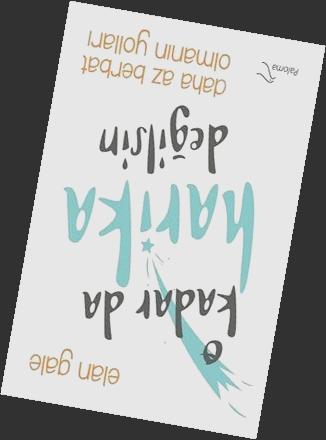 elan gale
O
kadar da
harika
değilsin
daha az berbat
olmanın yolları
Paloma